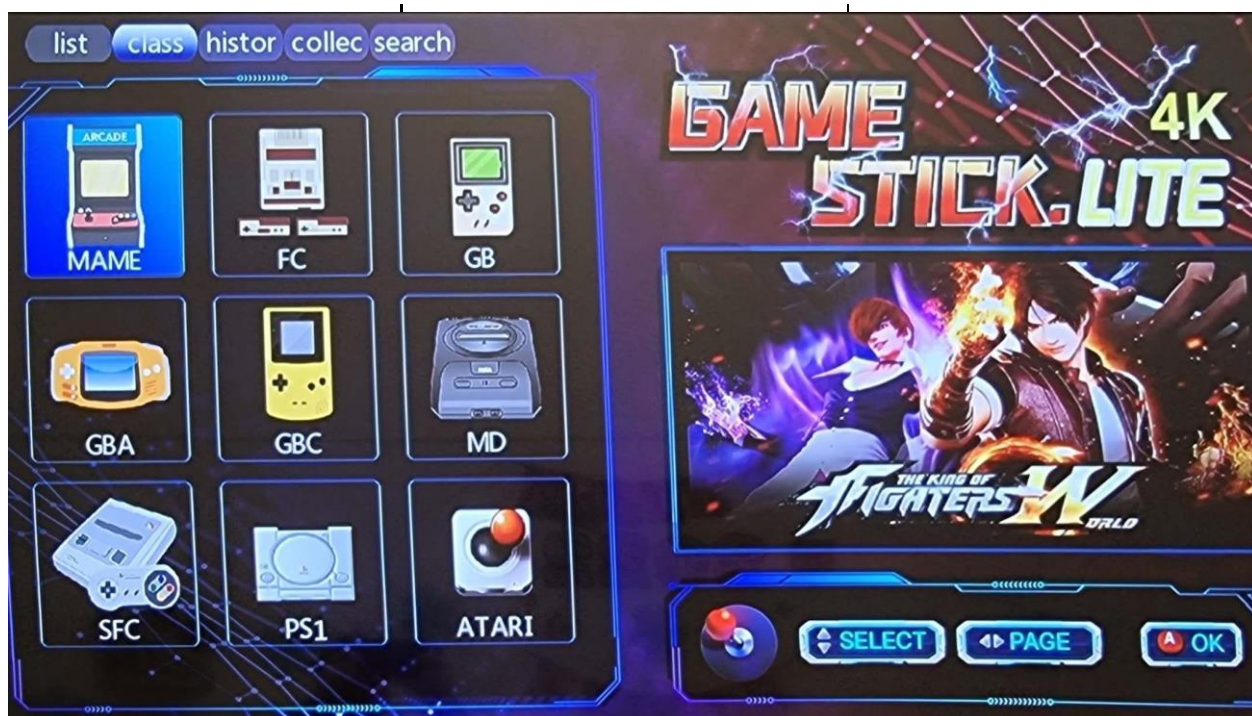 list class histor collec search
GAME 4K
STICK.LITE
ARCADE
MAME FC GB
GBA GBC MD
SFC PS1 ATARI
THE KING OF
FIGHTERS WORLD
SELECT PAGE A OK